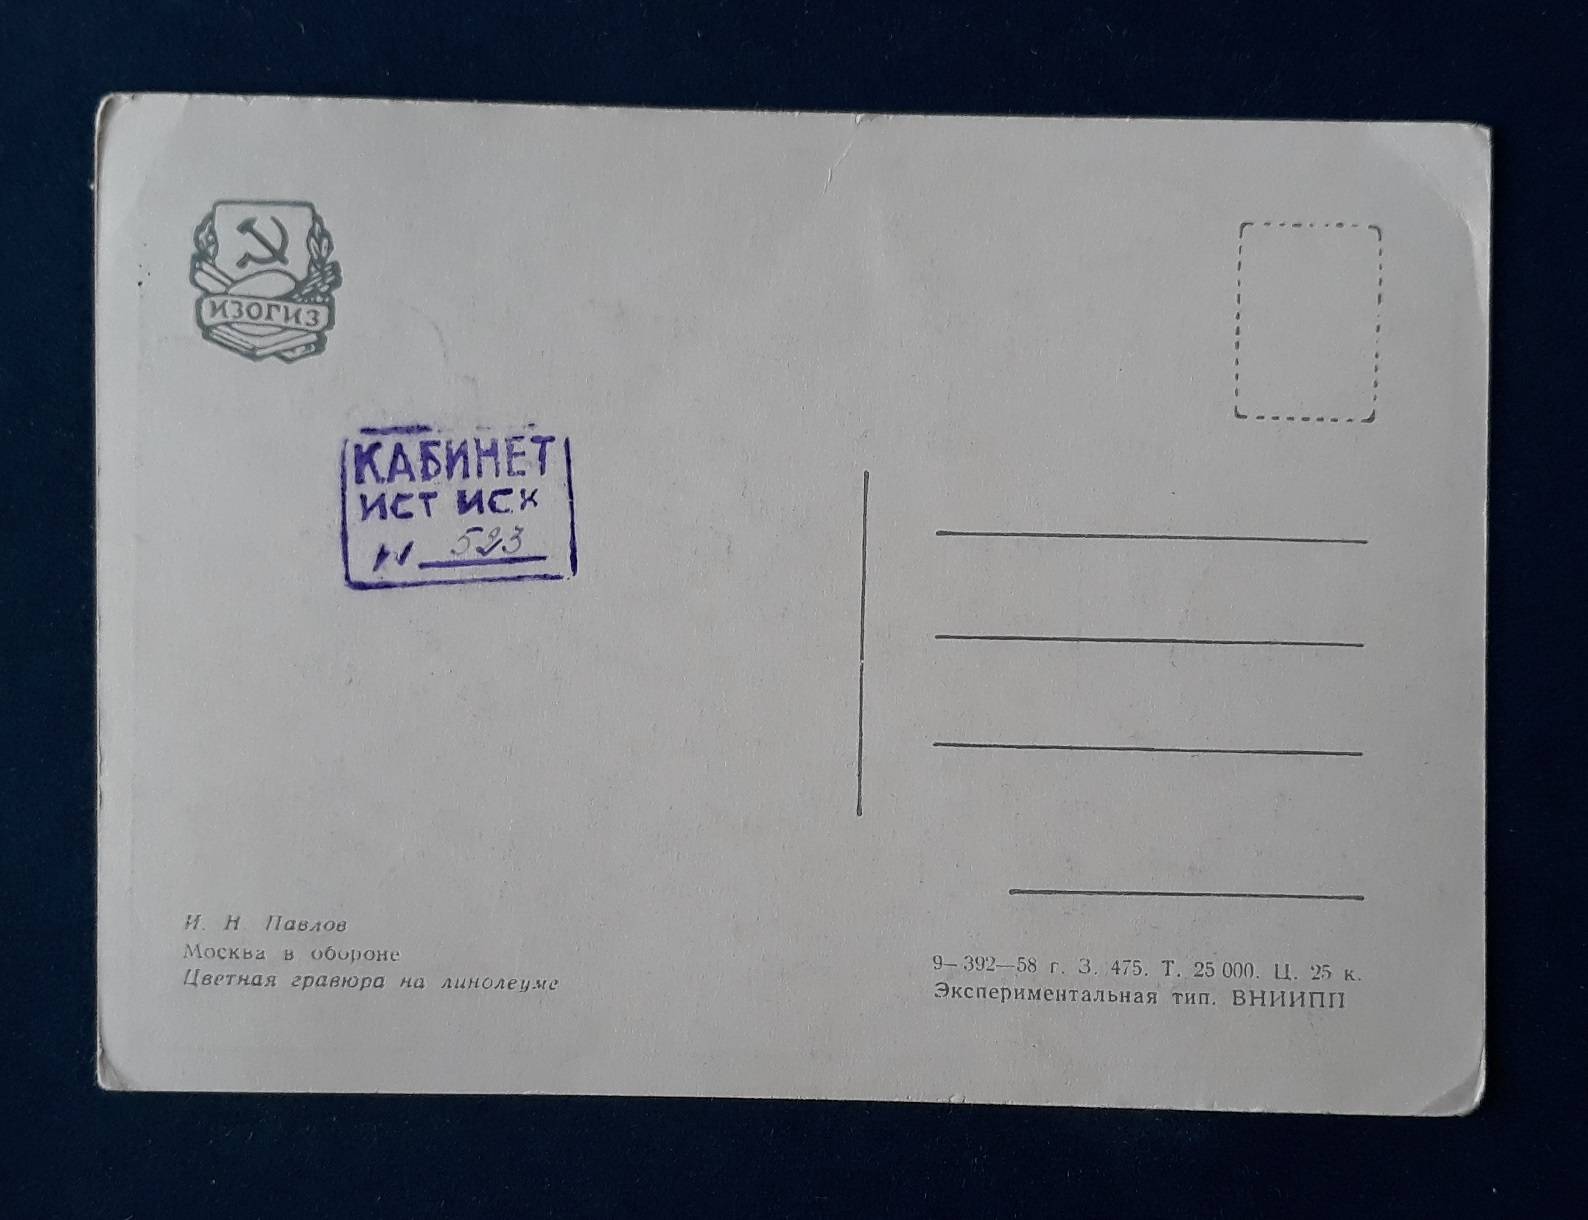 ИЗОГИЗ
КАБИНЕТ
ИСТ ИСК
N 523
И. Н Павлов
Москва в обороне
Цветная гравюра на линолеуме
9—392—58 г. З. 475. Т. 25 000. Ц. 25 к.
Экспериментальная тип. ВНИИПП